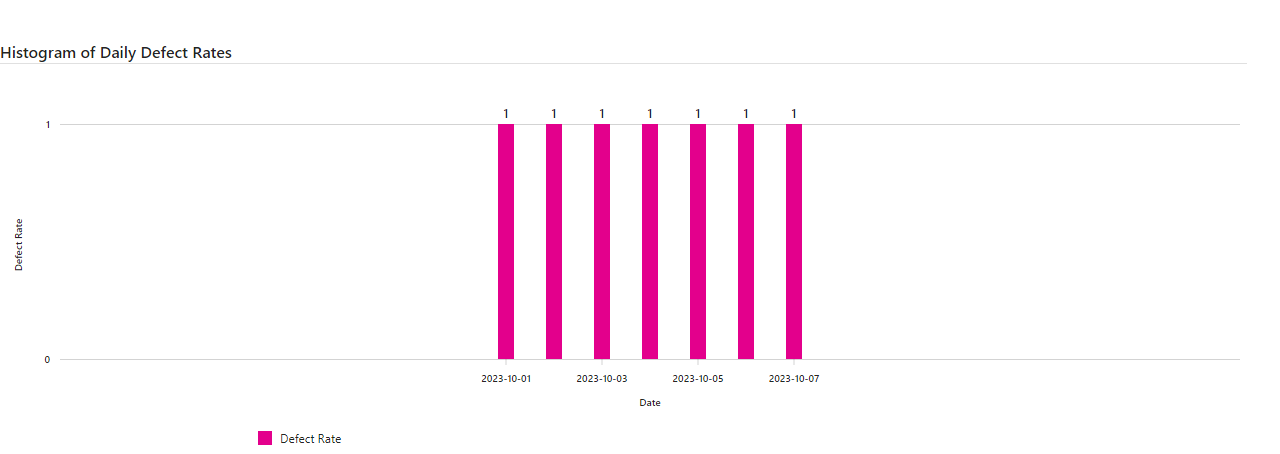 Histogram of Daily Defect Rates
1 1 1 1 1 1 1
1
Defect Rate
0
2023-10-01 2023-10-03 2023-10-05 2023-10-07
Date
Defect Rate